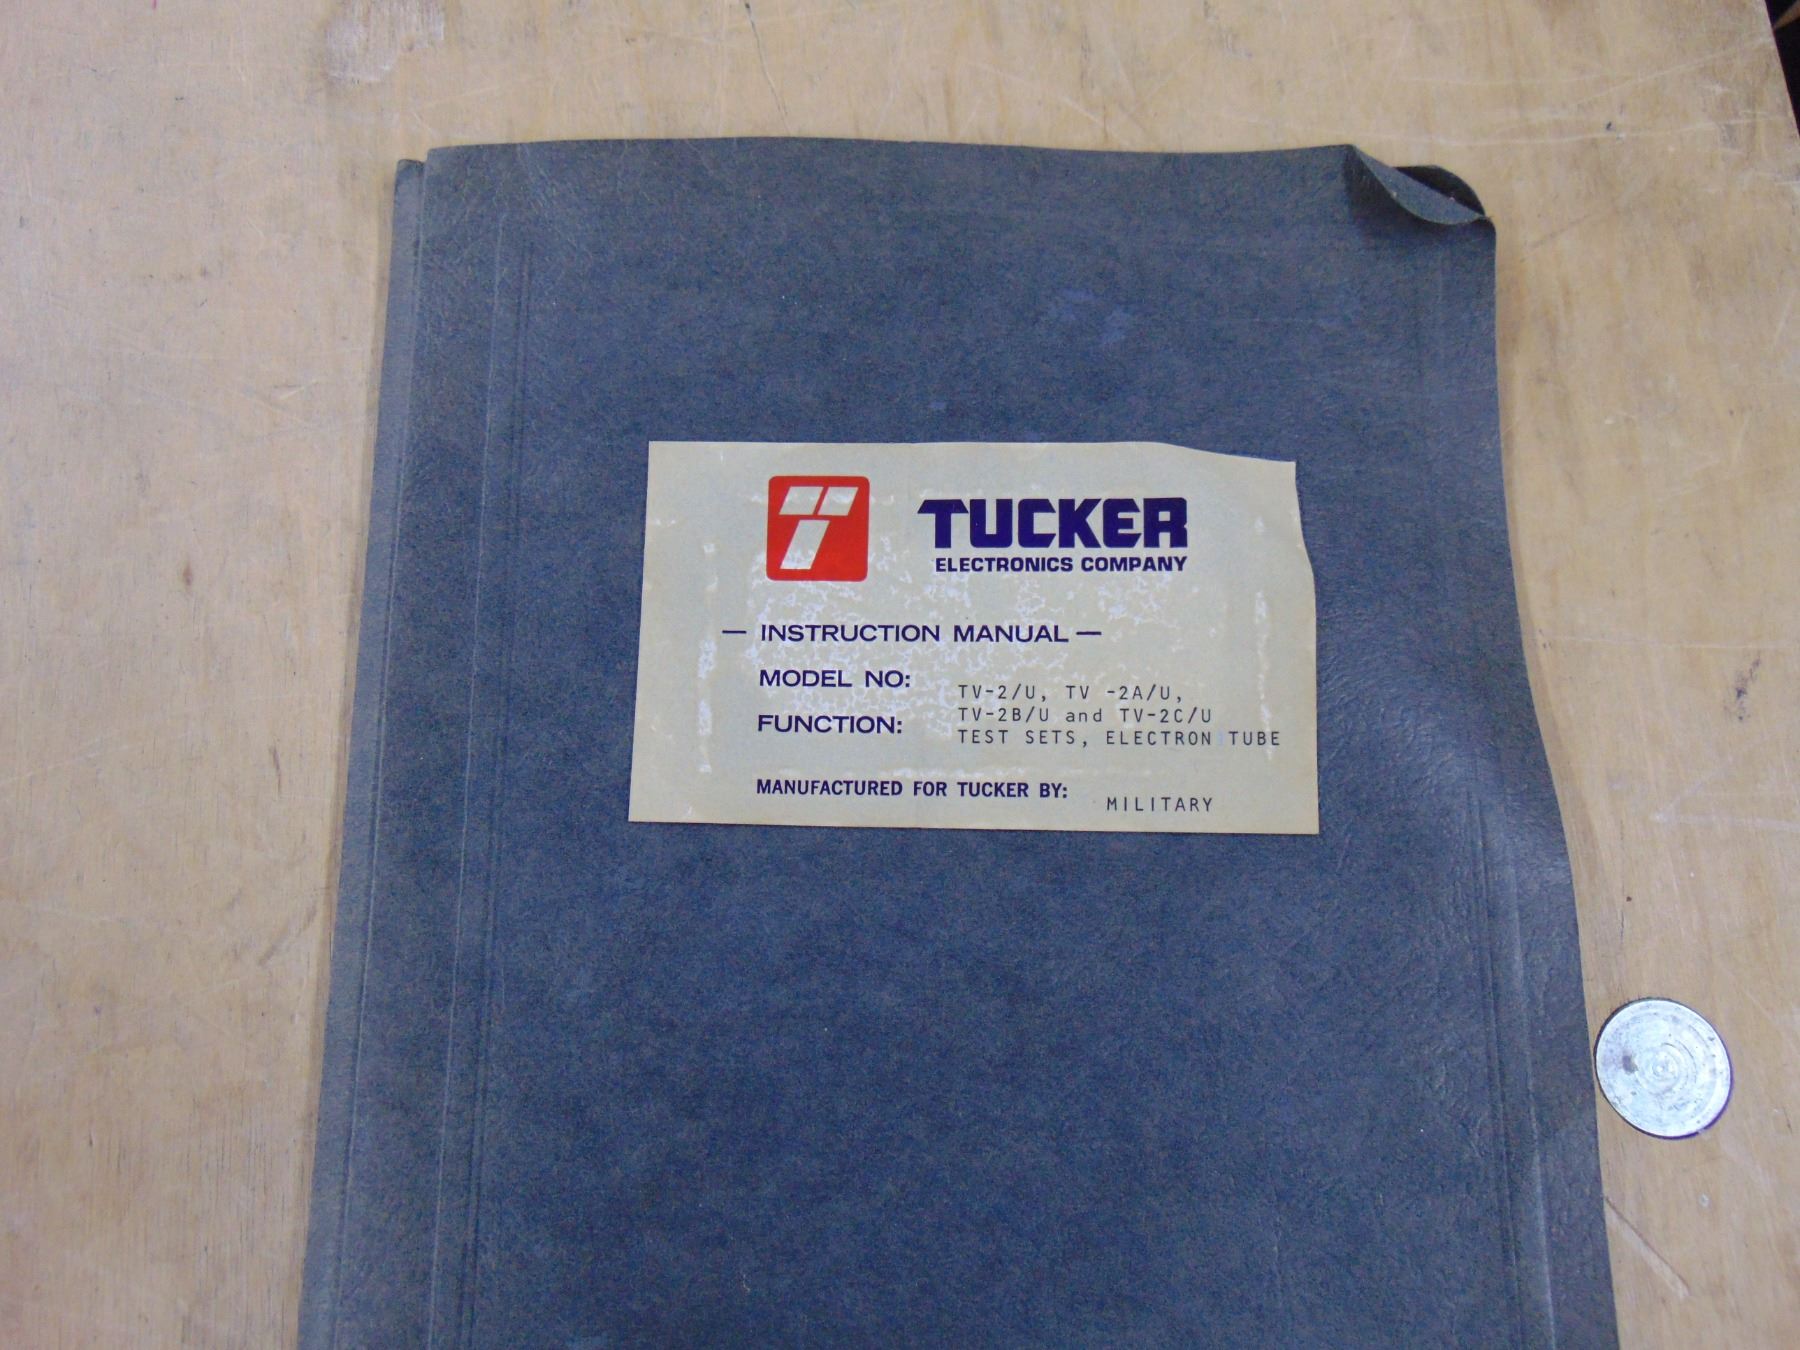 TUCKER
ELECTRONICS COMPANY
— INSTRUCTION MANUAL —
MODEL NO: TV-2/U, TV -2A/U,
TV-2B/U and TV-2C/U
FUNCTION: TEST SETS, ELECTRON TUBE
MANUFACTURED FOR TUCKER BY: MILITARY